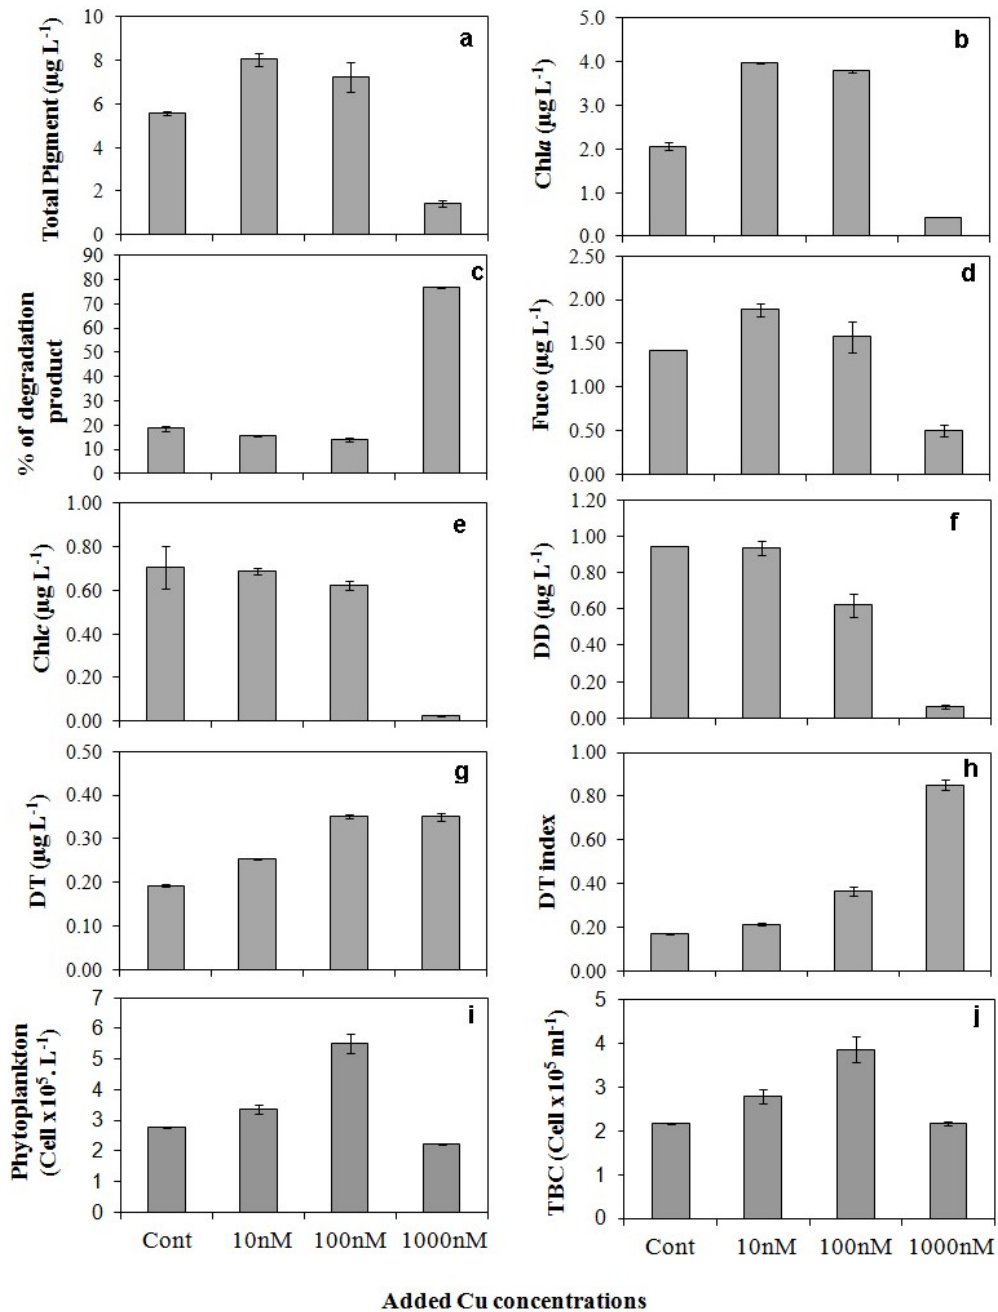 a
Total Pigment (µg L-1)
10
8
6
4
2
0
b
Chla (µg L-1)
5.0
4.0
3.0
2.0
1.0
0.0
c
% of degradation
product
90
80
70
60
50
40
30
20
10
0
d
Fuco (µg L-1)
2.50
2.00
1.50
1.00
0.50
0.00
e
Chlc (µg L-1)
1.00
0.80
0.60
0.40
0.20
0.00
f
DD (µg L-1)
1.20
1.00
0.80
0.60
0.40
0.20
0.00
g
DT (µg L-1)
0.50
0.40
0.30
0.20
0.10
0.00
h
DT index
1.00
0.80
0.60
0.40
0.20
0.00
i
Phytoplankton
(Cell x10⁵. L-1)
7
6
5
4
3
2
1
0
Cont 10nM 100nM 1000nM
j
TBC (Cell x10⁵ ml-1)
5
4
3
2
1
0
Cont 10nM 100nM 1000nM
Added Cu concentrations